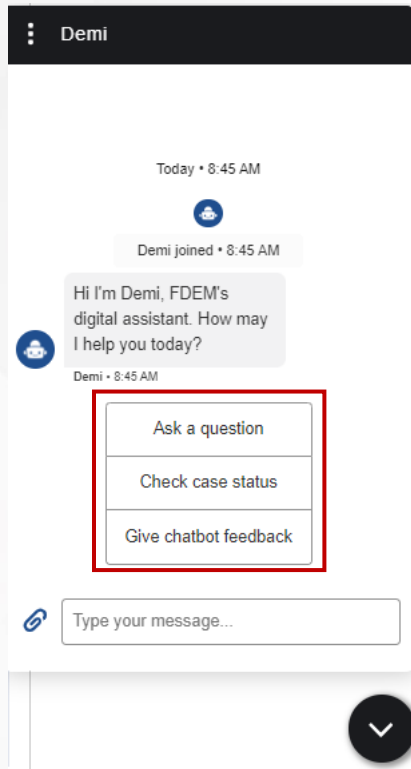 Demi
Today • 8:45 AM
Demi joined • 8:45 AM
Hi I'm Demi, FDEM's
digital assistant. How may
I help you today?
Demi • 8:45 AM
Ask a question
Check case status
Give chatbot feedback
Type your message...